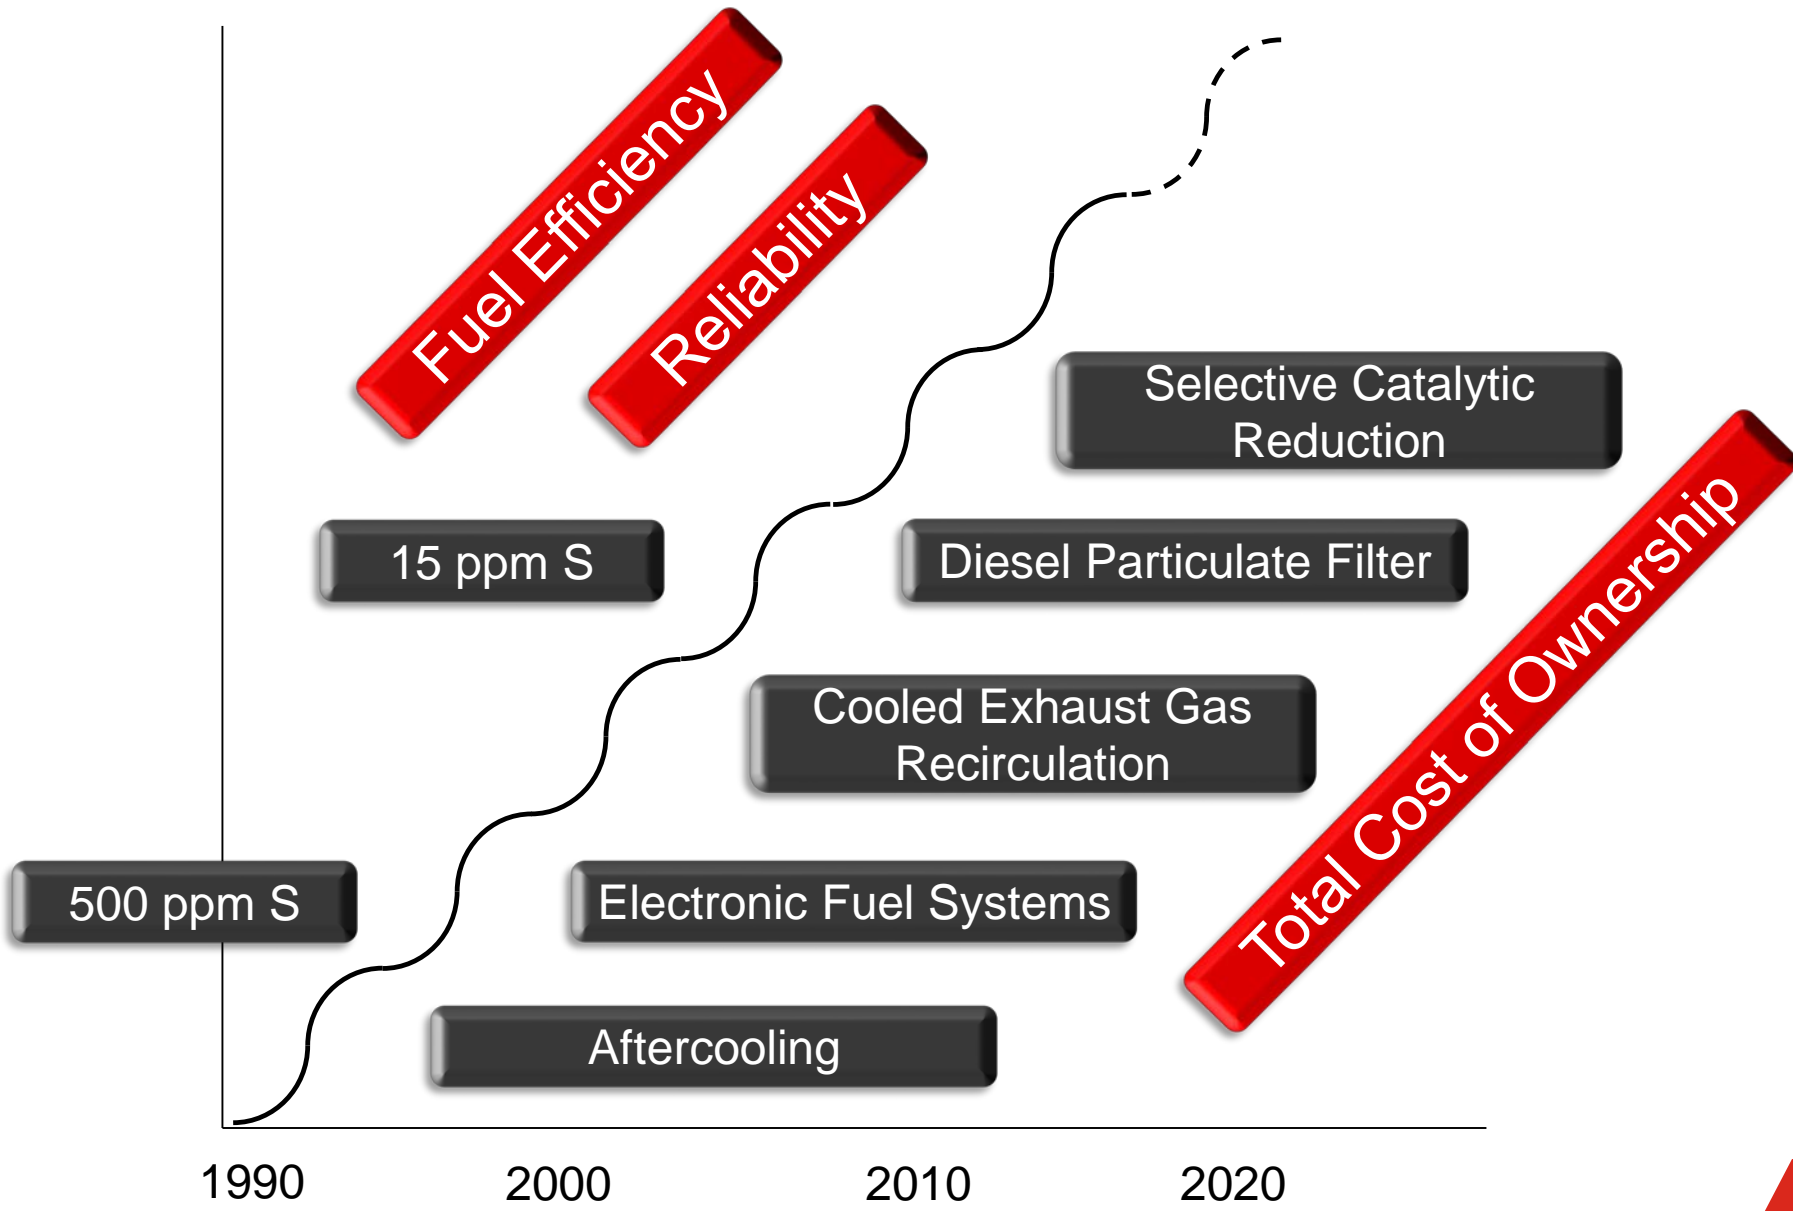 Fuel Efficiency
Reliability
Selective Catalytic
Reduction
15 ppm S
Diesel Particulate Filter
Total Cost of Ownership
Cooled Exhaust Gas
Recirculation
500 ppm S
Electronic Fuel Systems
Aftercooling
1990
2000
2010
2020